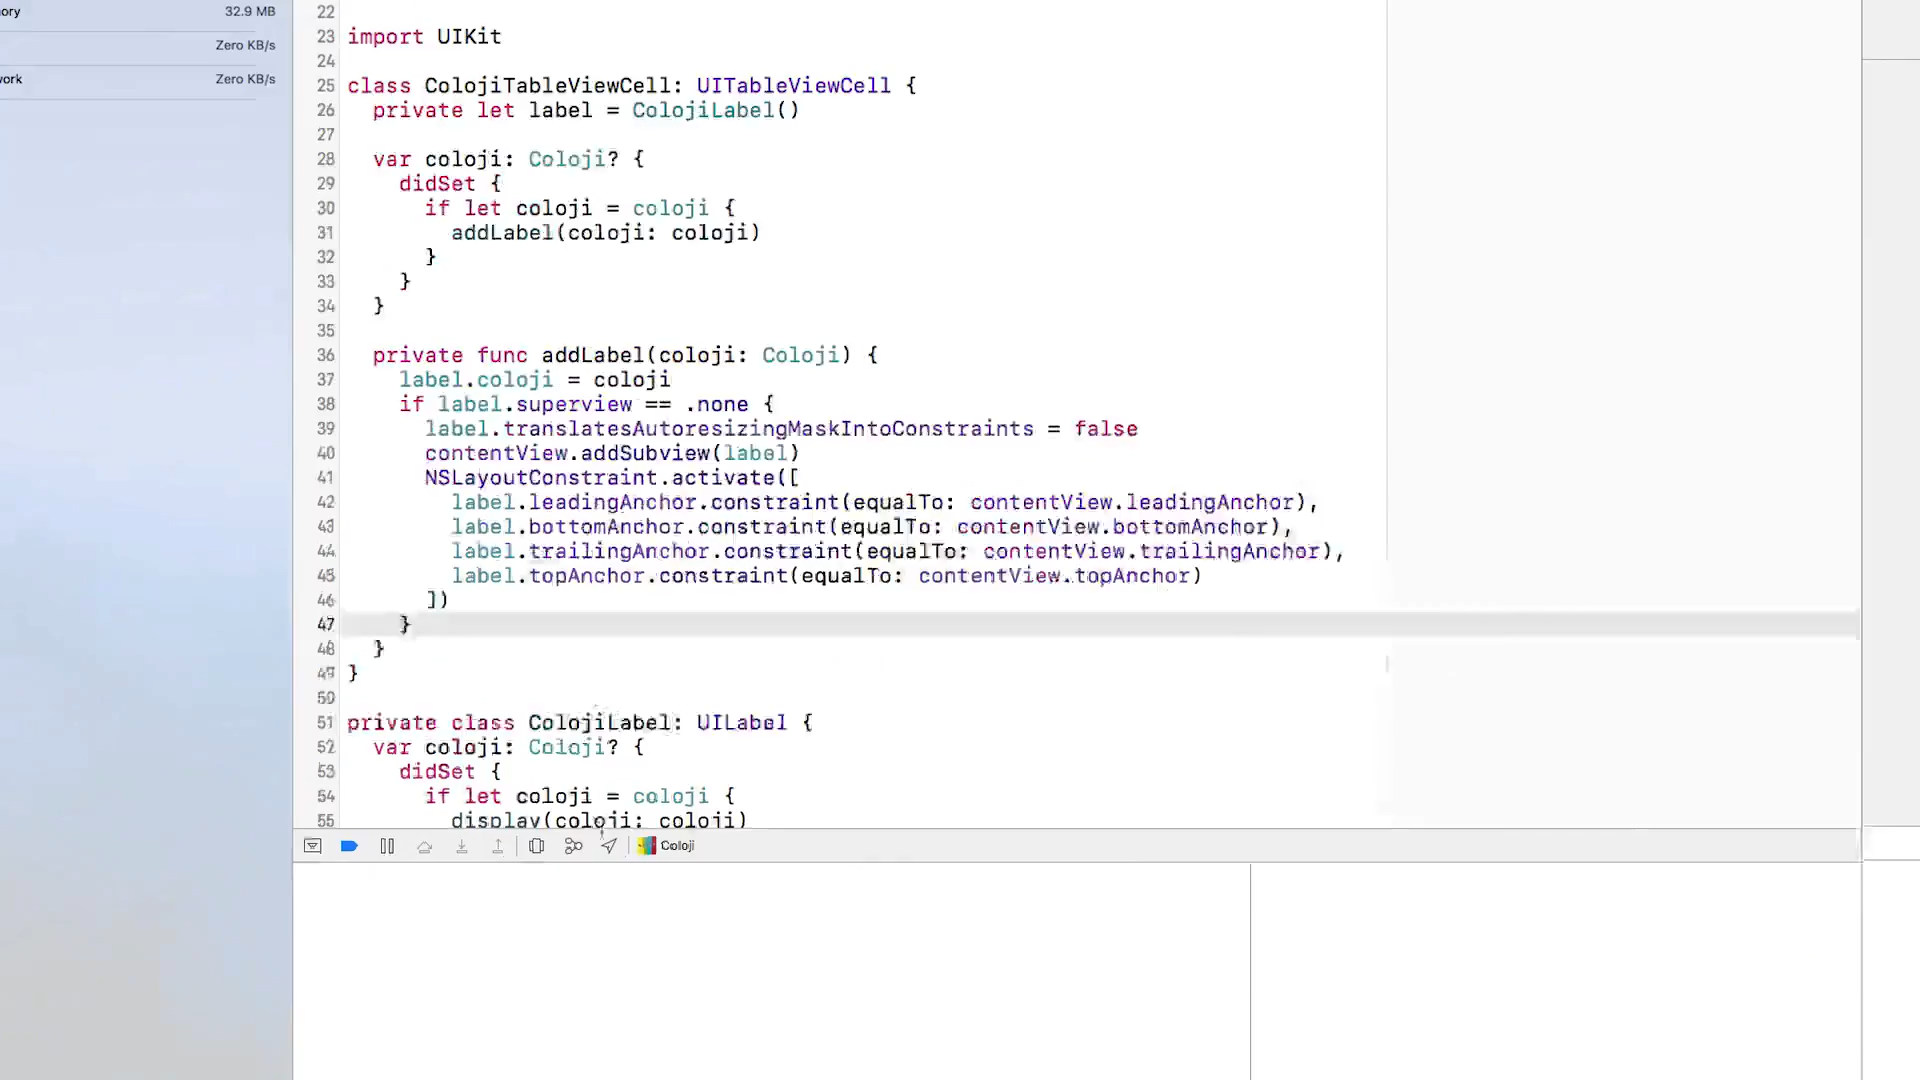 ory 32.9 MB
Zero KB/s
work Zero KB/s
22
23 import UIKit
24
25 class ColojiTableViewCell: UITableViewCell {
26 private let label = ColojiLabel()
27
28 var coloji: Coloji? {
29 didSet {
30 if let coloji = coloji {
31 addLabel(coloji: coloji)
32 }
33 }
34 }
35
36 private func addLabel(coloji: Coloji) {
37 label.coloji = coloji
38 if label.superview == .none {
39 label.translatesAutoresizingMaskIntoConstraints = false
40 contentView.addSubview(label)
41 NSLayoutConstraint.activate([
42 label.leadingAnchor.constraint(equalTo: contentView.leadingAnchor),
43 label.bottomAnchor.constraint(equalTo: contentView.bottomAnchor),
44 label.trailingAnchor.constraint(equalTo: contentView.trailingAnchor),
45 label.topAnchor.constraint(equalTo: contentView.topAnchor)
46 ])
47 }
48 }
49 }
50
51 private class ColojiLabel: UILabel {
52 var coloji: Coloji? {
53 didSet {
54 if let coloji = coloji {
55 display(coloji: coloji)
Coloji